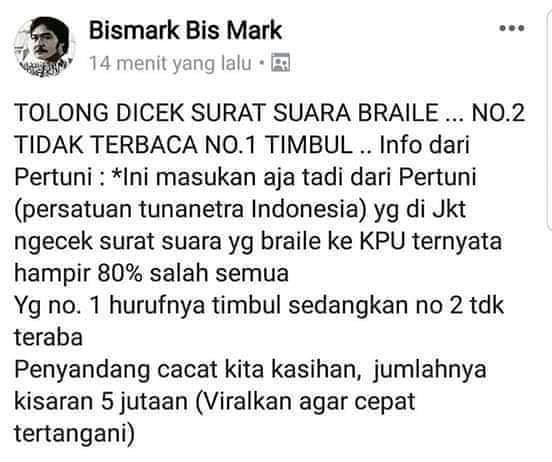 Bismark Bis Mark
14 menit yang lalu •
TOLONG DICEK SURAT SUARA BRAILE ... NO.2
TIDAK TERBACA NO.1 TIMBUL .. Info dari
Pertuni : *Ini masukan aja tadi dari Pertuni
(persatuan tunanetra Indonesia) yg di Jkt
ngecek surat suara yg braile ke KPU ternyata
hampir 80% salah semua
Yg no. 1 hurufnya timbul sedangkan no 2 tdk
teraba
Penyandang cacat kita kasihan, jumlahnya
kisaran 5 jutaan (Viralkan agar cepat
tertangani)